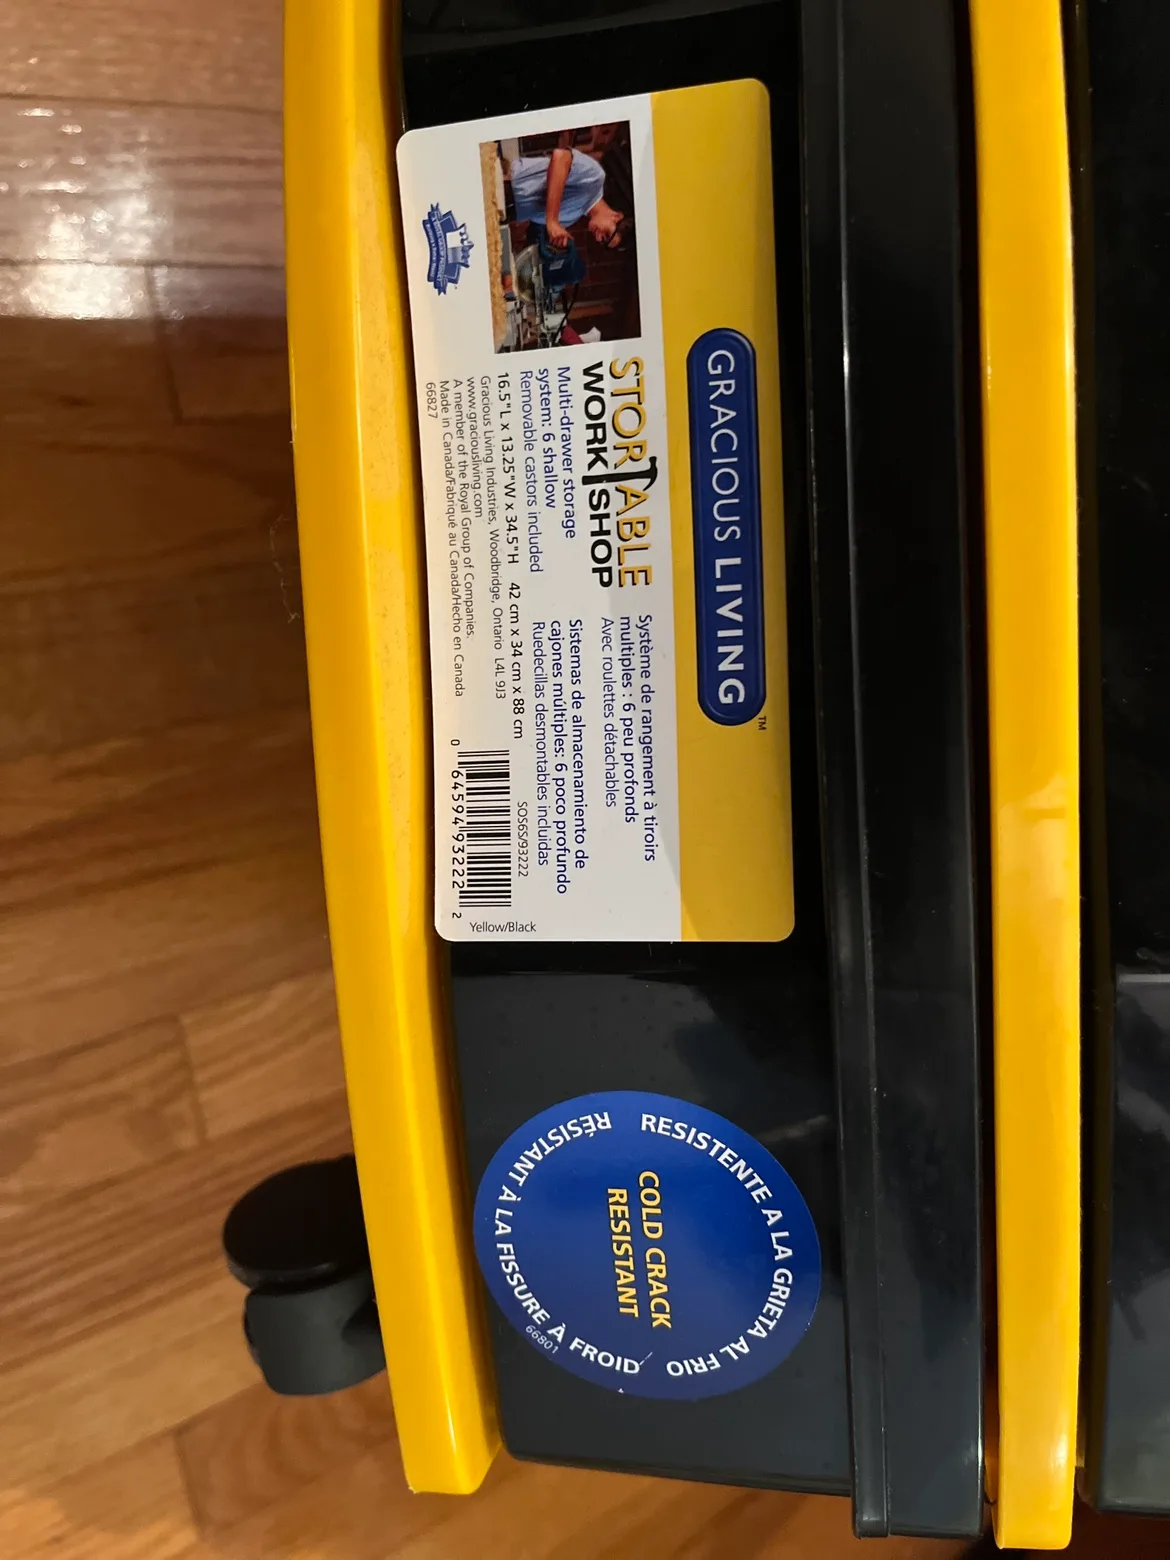 GRACIOUS LIVING™
STORTABLE
WORKSHOP
Multi-drawer storage
system: 6 shallow
Removable castors included
Système de rangement à tiroirs
multiples : 6 peu profonds
Avec roulettes détachables
Sistemas de almacenamiento de
cajones múltiples: 6 poco profundo
Ruedecillas desmontables incluidas
16.5"L x 13.25"W x 34.5"H 42 cm x 34 cm x 88 cm
Gracious Living Industries, Woodbridge, Ontario L4L 9J3
www.graciousliving.com
A member of the Royal Group of Companies.
Made in Canada/Fabriqué au Canada/Hecho en Canada
66827
SOS6S/93222
0 64594 93222 2
Yellow/Black
RESISTENTE A LA GRIETA AL FRIO
COLD CRACK
RESISTANT
RÉSISTANT À LA FISSURE À FROID
66801